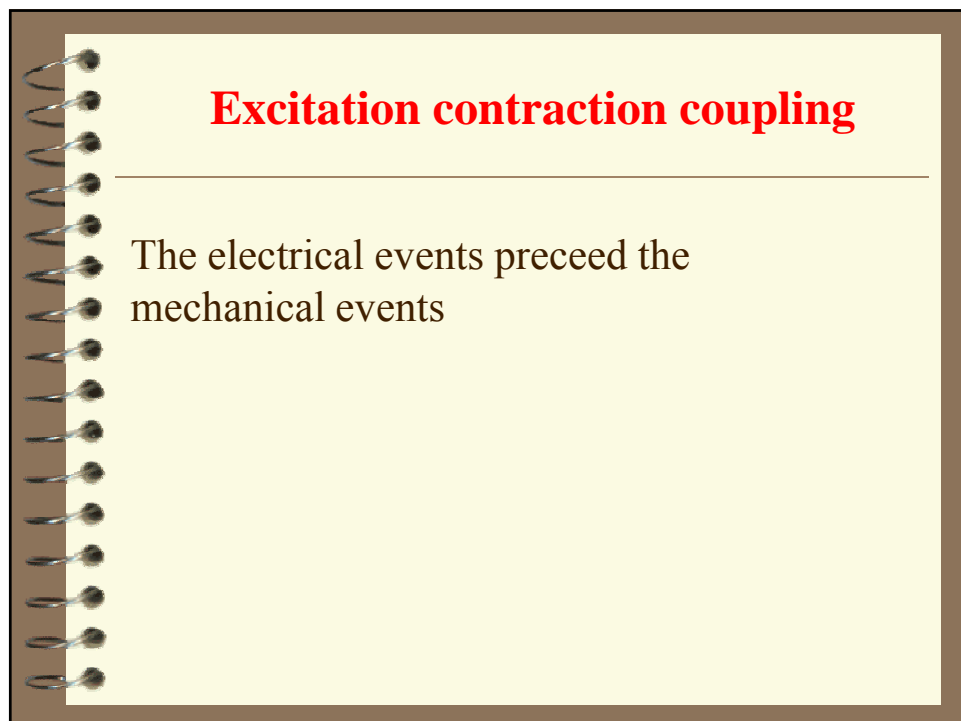 Excitation contraction coupling
The electrical events preceed the
mechanical events